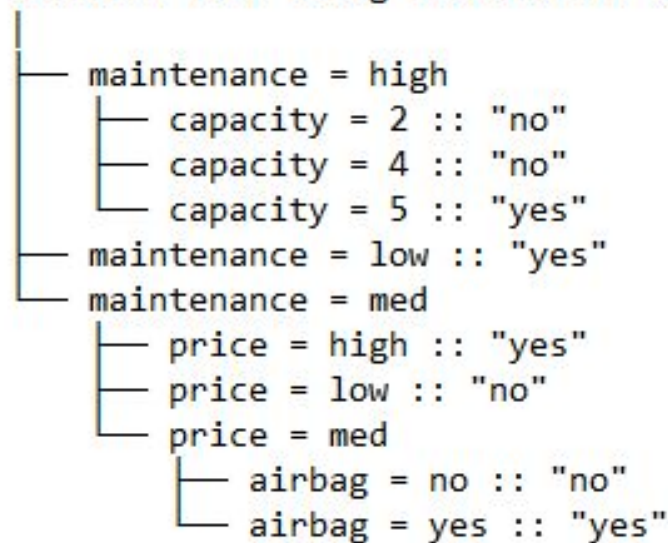 maintenance = high
capacity = 2 :: "no"
capacity = 4 :: "no"
capacity = 5 :: "yes"
maintenance = low :: "yes"
maintenance = med
price = high :: "yes"
price = low :: "no"
price = med
airbag = no :: "no"
airbag = yes :: "yes"